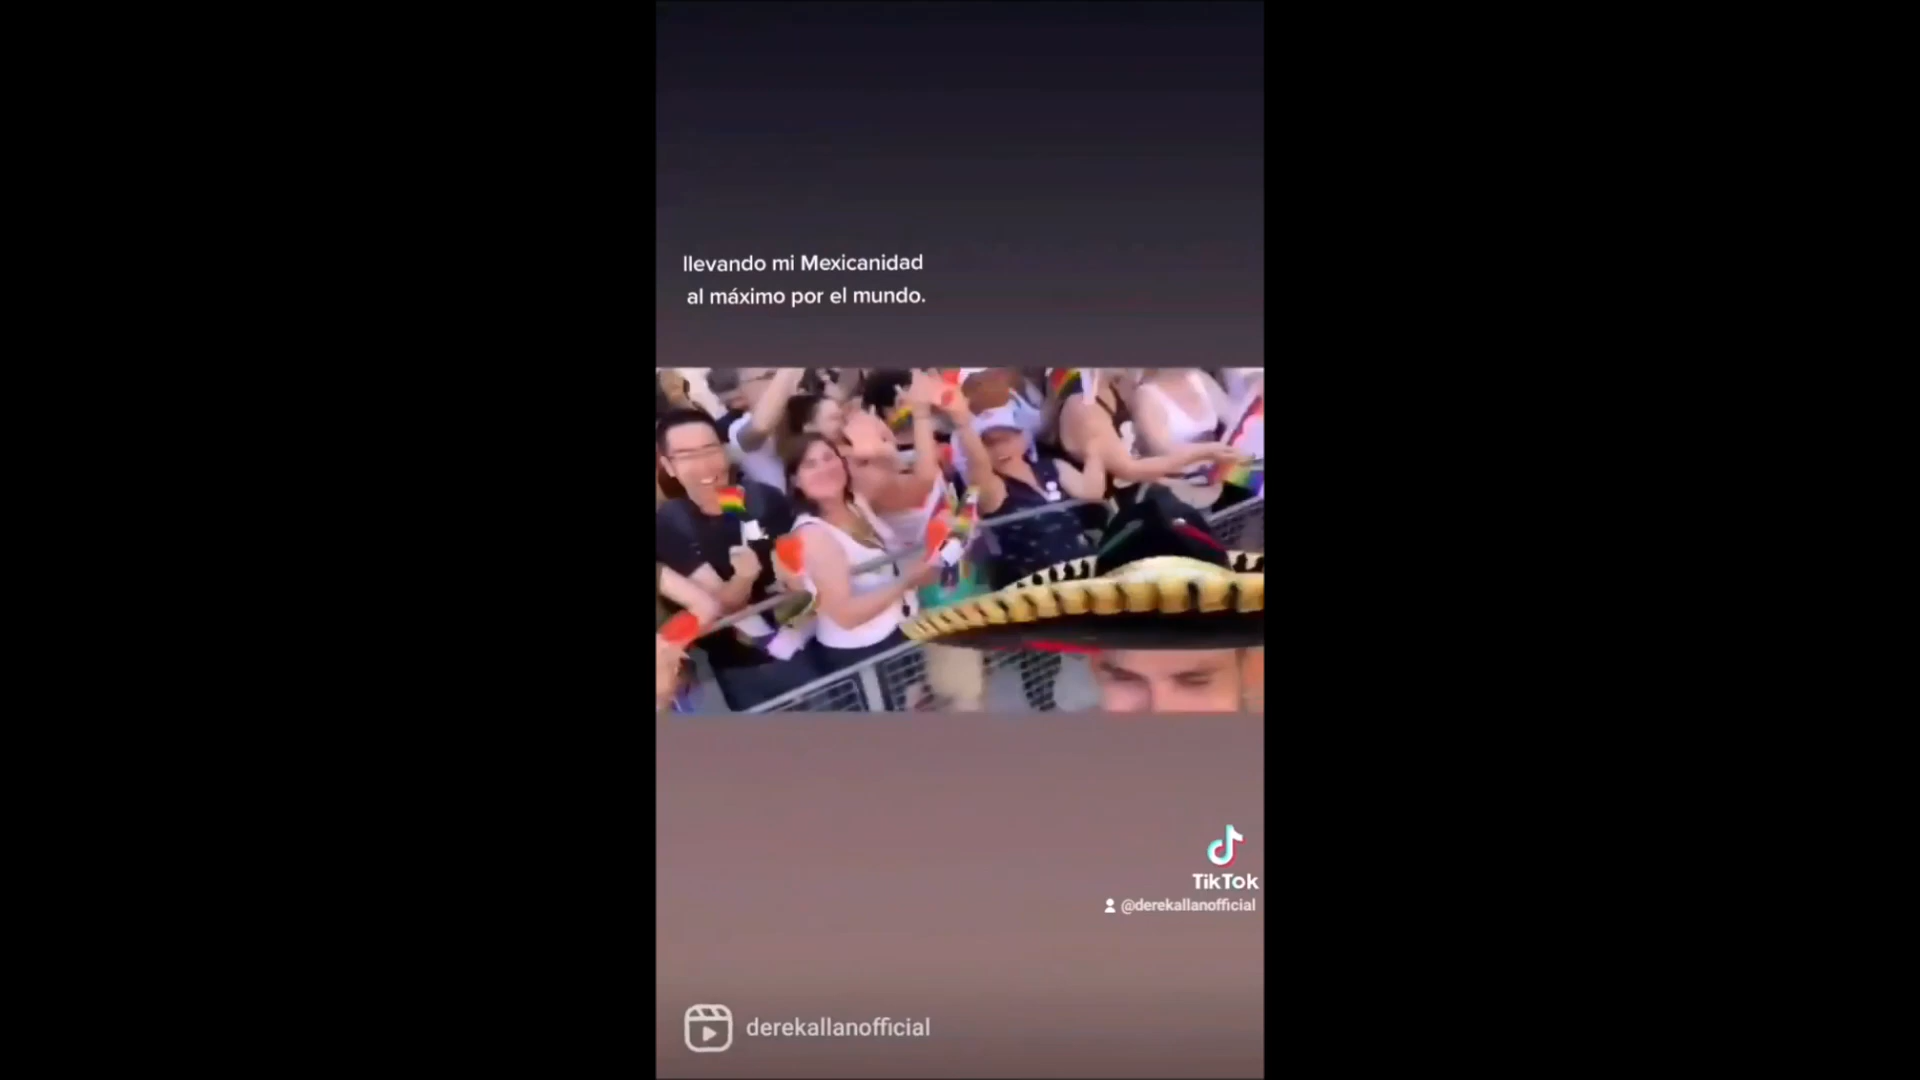 llevando mi Mexicanidad
al máximo por el mundo.
TikTok
@derekallanofficial
derekallanofficial